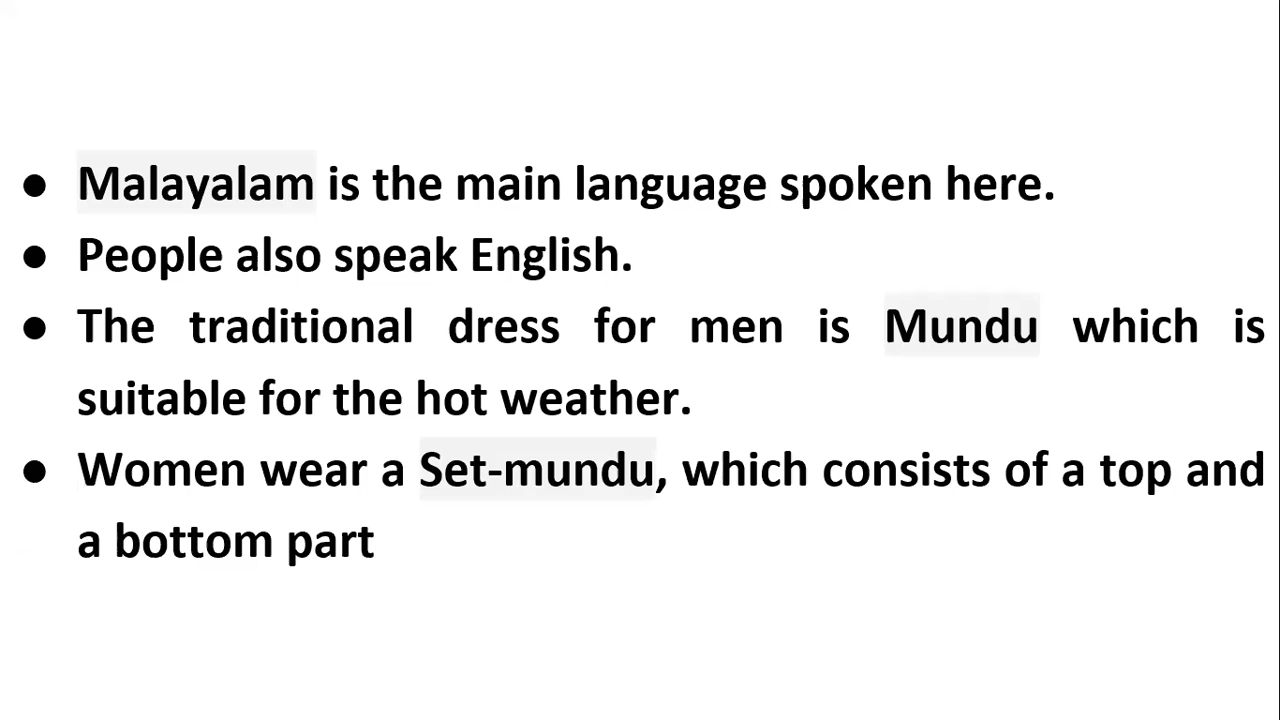 ● Malayalam is the main language spoken here.
● People also speak English.
● The traditional dress for men is Mundu which is
suitable for the hot weather.
● Women wear a Set-mundu, which consists of a top and
a bottom part